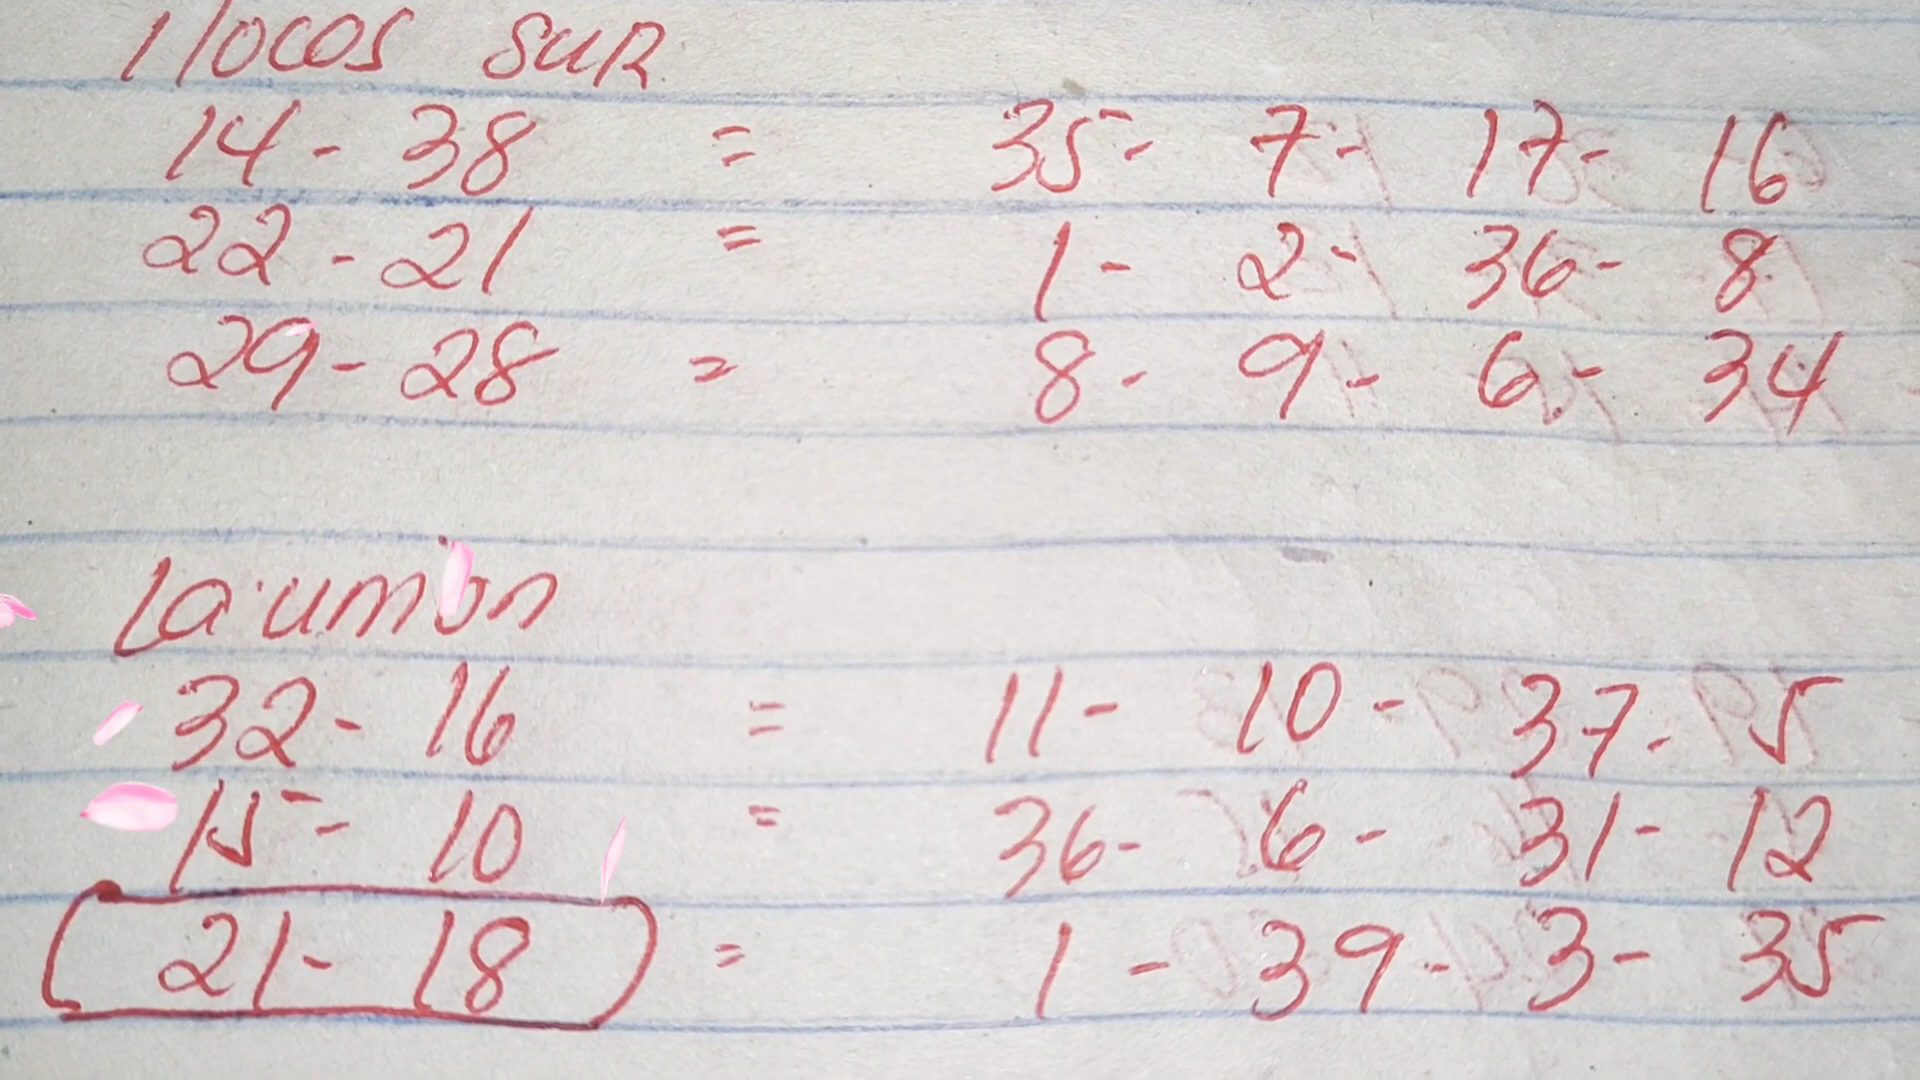 Ilocos SUR
14 - 38 = 35 - 7 - 17 - 16
22 - 21 = 1 - 2 - 36 - 8
29 - 28 = 8 - 9 - 6 - 34
La umon
32 - 16 = 11 - 10 - 37 - 5
15 - 10 = 36 - 6 - 31 - 12
21 - 18 = 1 - 39 - 3 - 35